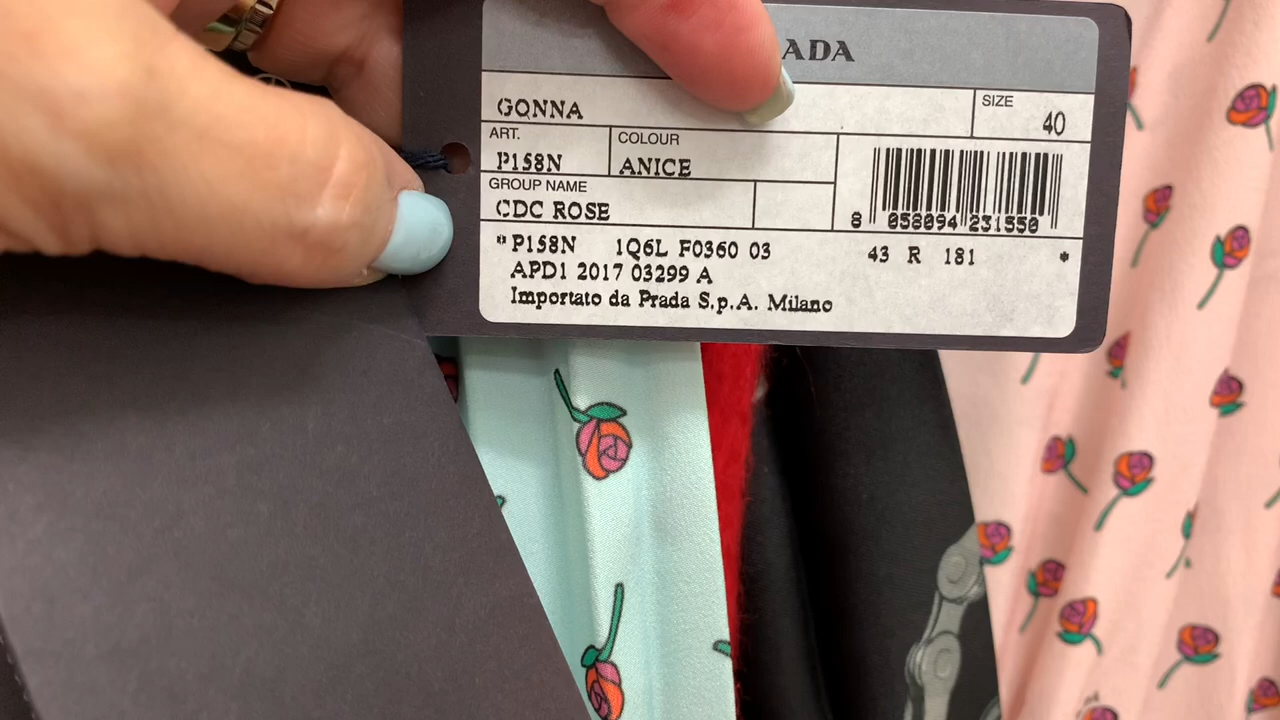 ADA
GONNA
SIZE
40
ART.
P158N
COLOUR
ANICE
GROUP NAME
CDC ROSE
8 058094 231550
*P158N 1Q6L F0360 03 43 R 181 *
APD1 2017 03299 A
Importato da Prada S.p.A. Milano